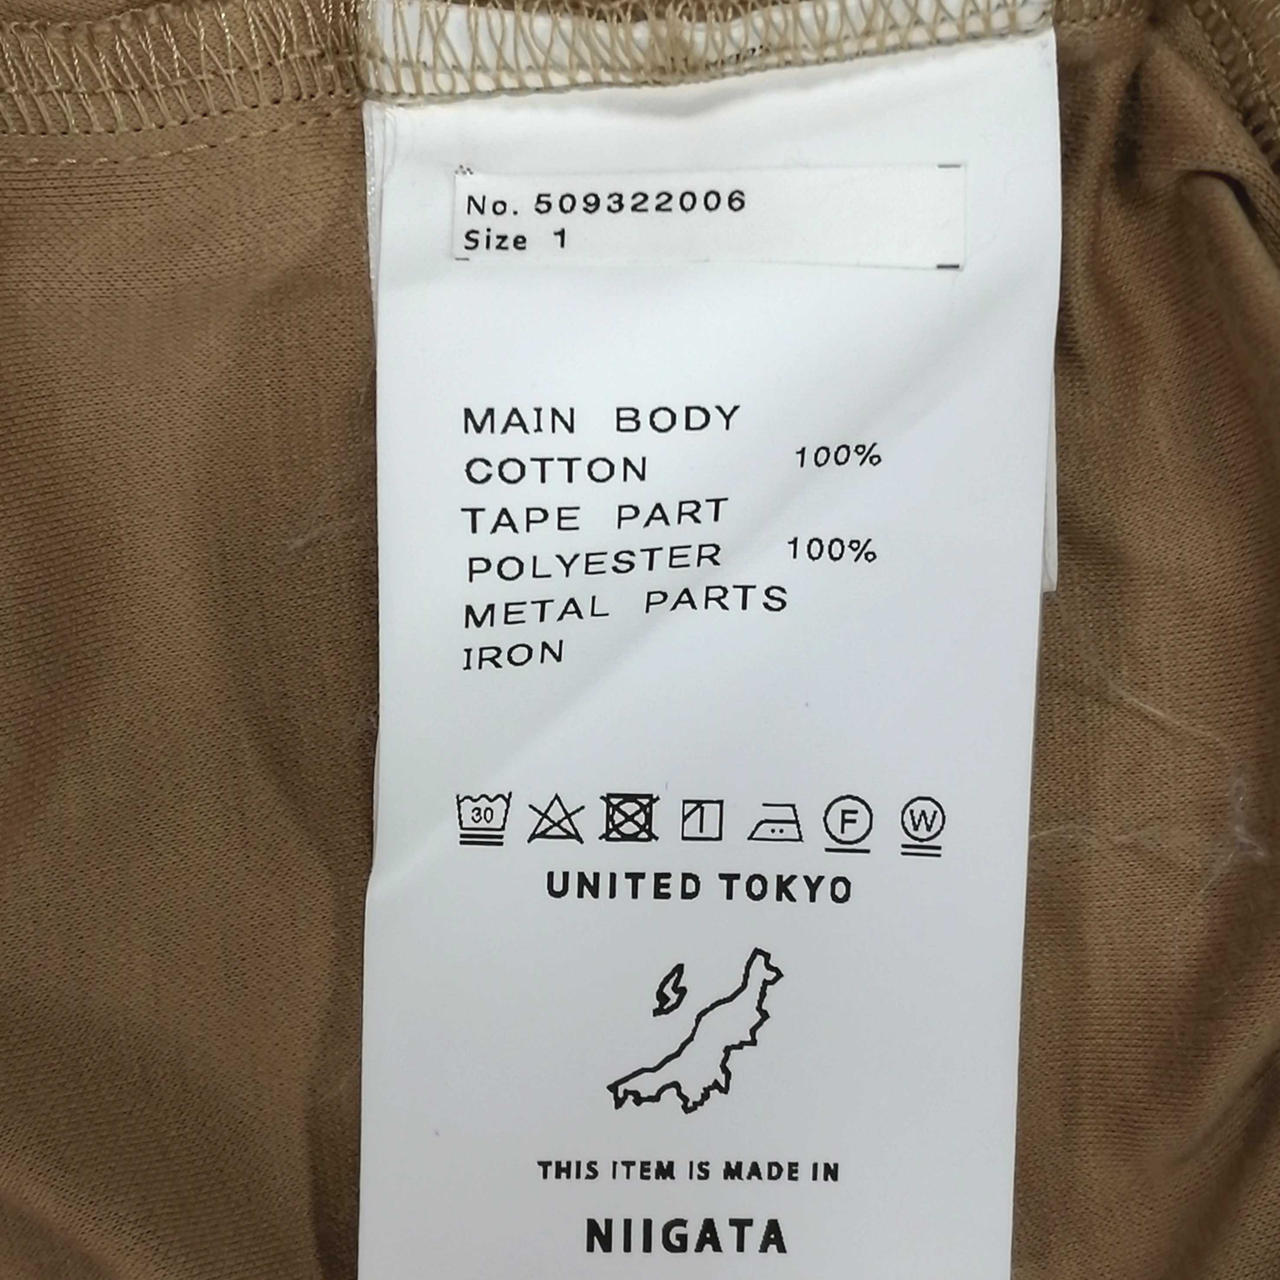 No. 509322006
Size 1
MAIN BODY
COTTON 100%
TAPE PART
POLYESTER 100%
METAL PARTS
IRON
30 F W
UNITED TOKYO
THIS ITEM IS MADE IN
NIIGATA